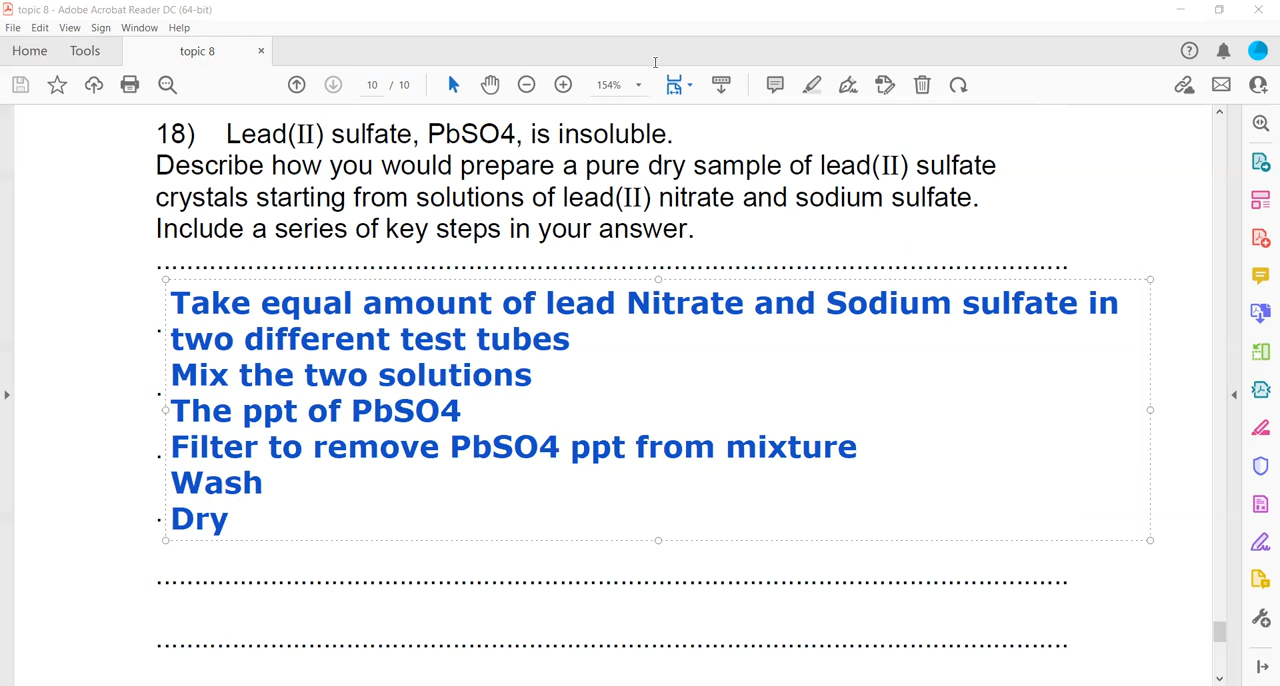 topic 8 - Adobe Acrobat Reader DC (64-bit)
File Edit View Sign Window Help
Home Tools topic 8 ×
10 / 10 154%
18) Lead(II) sulfate, PbSO4, is insoluble.
Describe how you would prepare a pure dry sample of lead(II) sulfate
crystals starting from solutions of lead(II) nitrate and sodium sulfate.
Include a series of key steps in your answer.
Take equal amount of lead Nitrate and Sodium sulfate in
two different test tubes
Mix the two solutions
The ppt of PbSO4
Filter to remove PbSO4 ppt from mixture
Wash
Dry